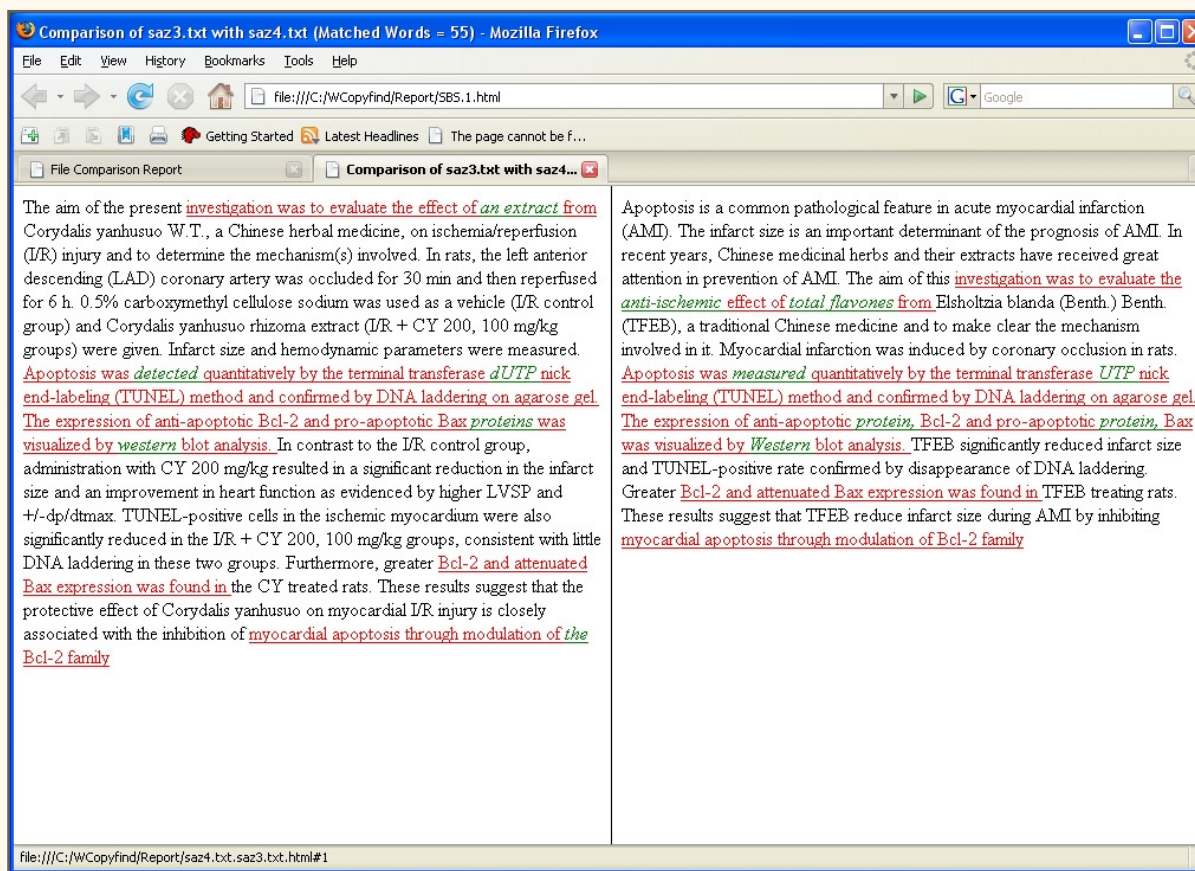 Comparison of saz3.txt with saz4.txt (Matched Words = 55) - Mozilla Firefox
File Edit View History Bookmarks Tools Help
file:///C:/WCopyfind/Report/SBS.1.html
Google
Getting Started Latest Headlines The page cannot be f...
File Comparison Report
Comparison of saz3.txt with saz4...
The aim of the present investigation was to evaluate the effect of an extract from
Corydalis yanhusuo W.T., a Chinese herbal medicine, on ischemia/reperfusion
(I/R) injury and to determine the mechanism(s) involved. In rats, the left anterior
descending (LAD) coronary artery was occluded for 30 min and then reperfused
for 6 h. 0.5% carboxymethyl cellulose sodium was used as a vehicle (I/R control
group) and Corydalis yanhusuo rhizoma extract (I/R + CY 200, 100 mg/kg
groups) were given. Infarct size and hemodynamic parameters were measured.
Apoptosis was detected quantitatively by the terminal transferase dUTP nick
end-labeling (TUNEL) method and confirmed by DNA laddering on agarose gel.
The expression of anti-apoptotic Bcl-2 and pro-apoptotic Bax proteins was
visualized by western blot analysis. In contrast to the I/R control group,
administration with CY 200 mg/kg resulted in a significant reduction in the infarct
size and an improvement in heart function as evidenced by higher LVSP and
+/-dp/dtmax. TUNEL-positive cells in the ischemic myocardium were also
significantly reduced in the I/R + CY 200, 100 mg/kg groups, consistent with little
DNA laddering in these two groups. Furthermore, greater Bcl-2 and attenuated
Bax expression was found in the CY treated rats. These results suggest that the
protective effect of Corydalis yanhusuo on myocardial I/R injury is closely
associated with the inhibition of myocardial apoptosis through modulation of the
Bcl-2 family
Apoptosis is a common pathological feature in acute myocardial infarction
(AMI). The infarct size is an important determinant of the prognosis of AMI. In
recent years, Chinese medicinal herbs and their extracts have received great
attention in prevention of AMI. The aim of this investigation was to evaluate the
anti-ischemic effect of total flavones from Elsholtzia blanda (Benth.) Benth.
(TFEB), a traditional Chinese medicine and to make clear the mechanism
involved in it. Myocardial infarction was induced by coronary occlusion in rats.
Apoptosis was measured quantitatively by the terminal transferase UTP nick
end-labeling (TUNEL) method and confirmed by DNA laddering on agarose gel.
The expression of anti-apoptotic protein, Bcl-2 and pro-apoptotic protein, Bax
was visualized by Western blot analysis. TFEB significantly reduced infarct size
and TUNEL-positive rate confirmed by disappearance of DNA laddering.
Greater Bcl-2 and attenuated Bax expression was found in TFEB treating rats.
These results suggest that TFEB reduce infarct size during AMI by inhibiting
myocardial apoptosis through modulation of Bcl-2 family
file:///C:/WCopyfind/Report/saz4.txt.saz3.txt.html#1